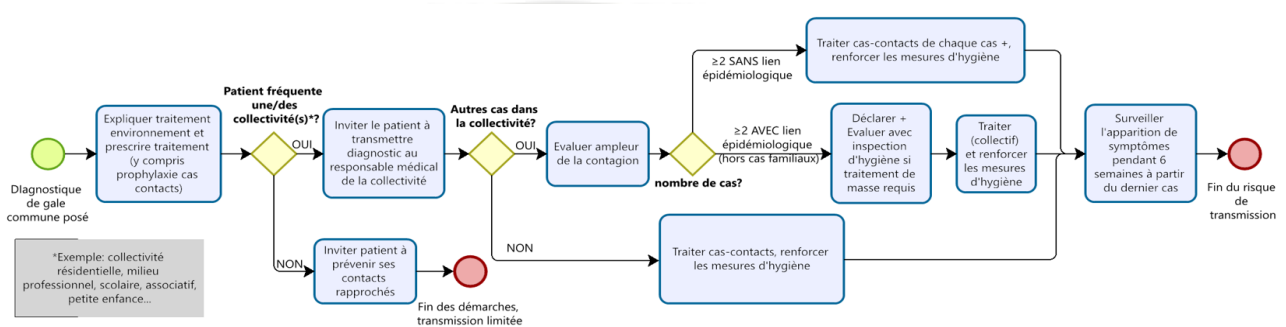 Diagnostique
de gale
commune posé
Expliquer traitement
environnement et
prescrire traitement
(y compris
prophylaxie cas
contacts)
Patient fréquente
une/des
collectivité(s)*?
OUI
NON
Inviter le patient à
transmettre
diagnostic au
responsable médical
de la collectivité
Inviter patient à
prévenir ses
contacts
rapprochés
Fin des démarches,
transmission limitée
Autres cas dans
la collectivité?
OUI
NON
Evaluer ampleur
de la contagion
nombre de cas?
≥2 SANS lien
épidémiologique
Traiter cas-contacts de chaque cas +,
renforcer les mesures d'hygiène
≥2 AVEC lien
épidémiologique
(hors cas familiaux)
Déclarer +
Evaluer avec
inspection
d'hygiène si
traitement de
masse requis
Traiter
(collectif) et
renforcer
les mesures
d'hygiène
Traiter cas-contacts, renforcer
les mesures d'hygiène
Surveiller
l'apparition de
symptômes
pendant 6
semaines à partir
du dernier cas
Fin du risque
de
transmission
*Exemple: collectivité
résidentielle, milieu
professionnel, scolaire, associatif,
petite enfance...